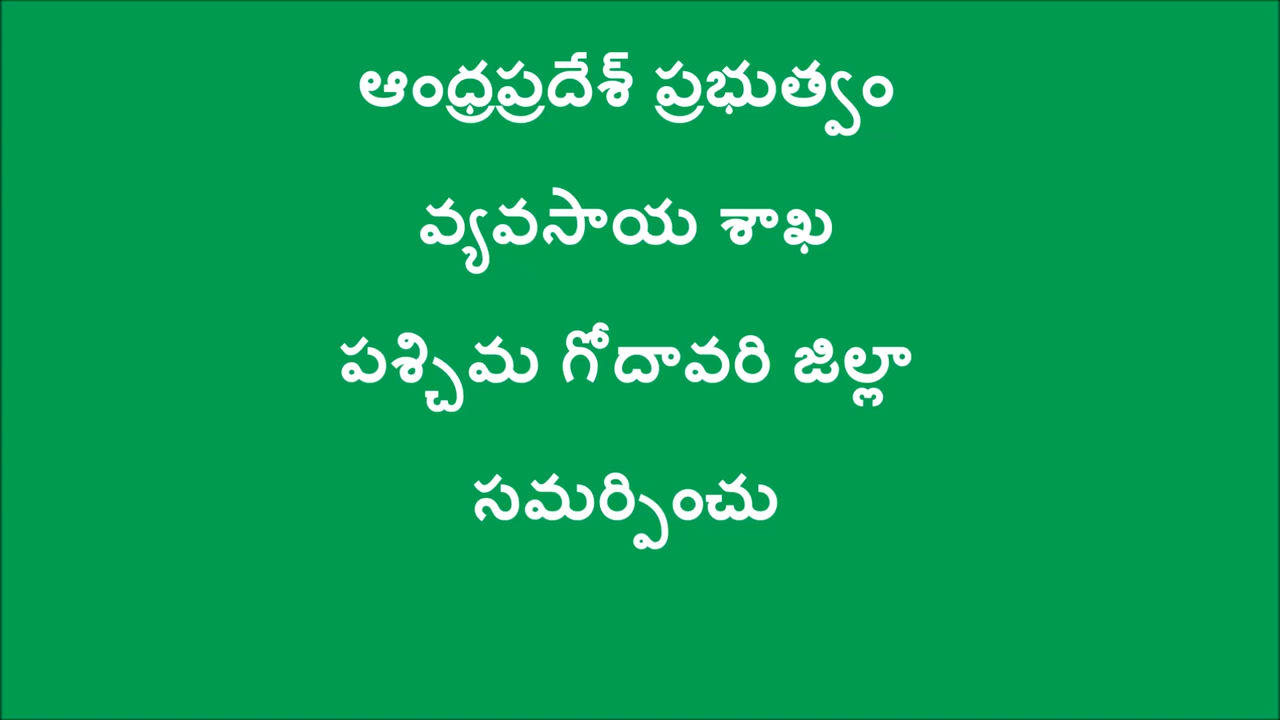 ఆంధ్రప్రదేశ్ ప్రభుత్వం
వ్యవసాయ శాఖ
పశ్చిమ గోదావరి జిల్లా
సమర్పించు